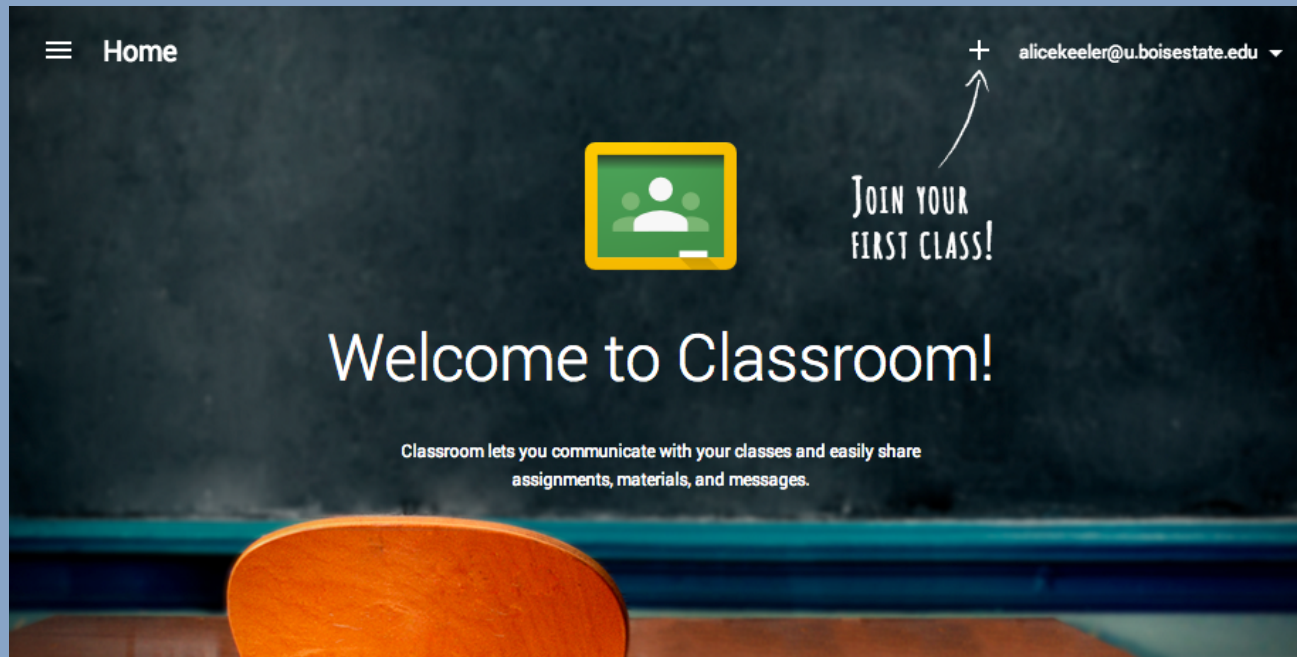 Home
+ alicekeeler@u.boisestate.edu
JOIN YOUR
FIRST CLASS!
Welcome to Classroom!
Classroom lets you communicate with your classes and easily share
assignments, materials, and messages.